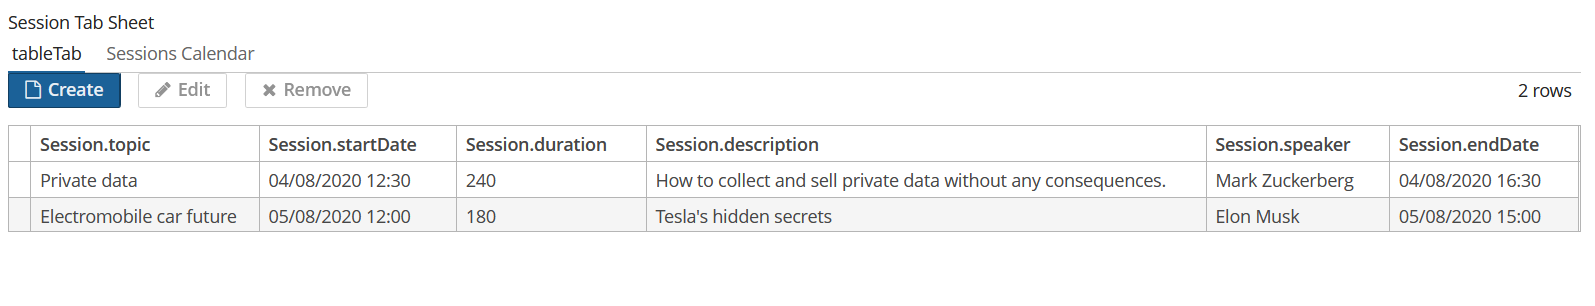 Session Tab Sheet
tableTab Sessions Calendar
Create Edit Remove 2 rows
Session.topic Session.startDate Session.duration Session.description Session.speaker Session.endDate
Private data 04/08/2020 12:30 240 How to collect and sell private data without any consequences. Mark Zuckerberg 04/08/2020 16:30
Electromobile car future 05/08/2020 12:00 180 Tesla's hidden secrets Elon Musk 05/08/2020 15:00